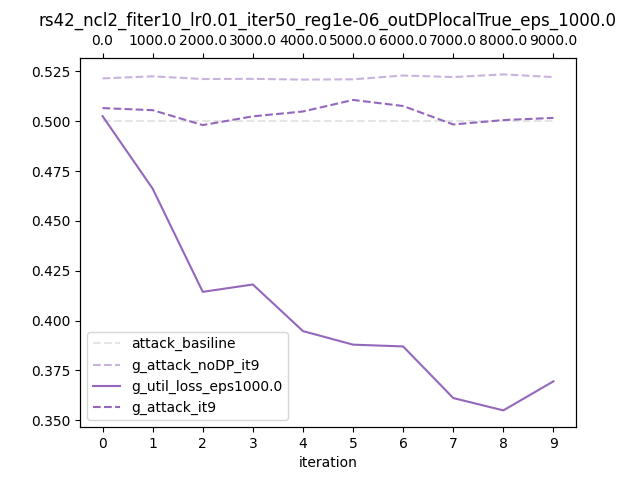 rs42_ncl2_fiter10_lr0.01_iter50_reg1e-06_outDPlocalTrue_eps_1000.0
0.0 1000.0 2000.0 3000.0 4000.0 5000.0 6000.0 7000.0 8000.0 9000.0
0.525
0.500
0.475
0.450
0.425
0.400
0.375
0.350
attack_basiline
g_attack_noDP_it9
g_util_loss_eps1000.0
g_attack_it9
0 1 2 3 4 5 6 7 8 9
iteration